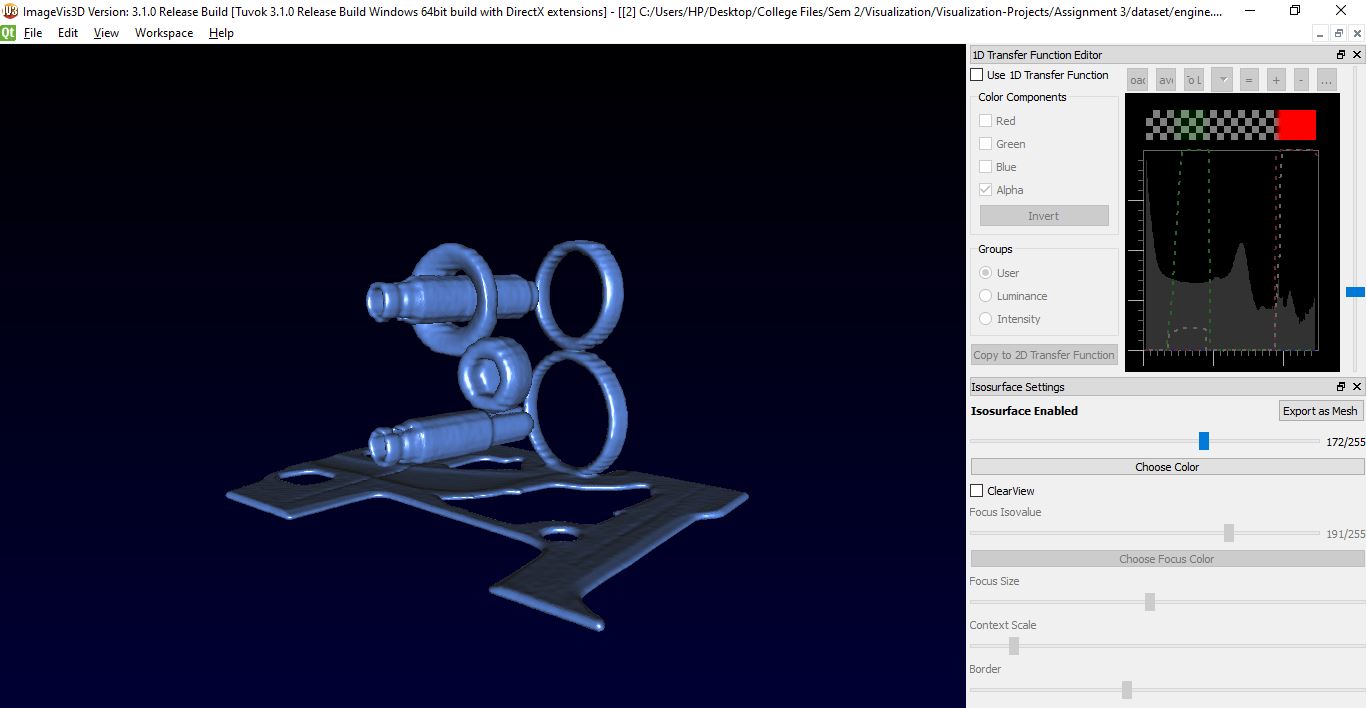 ImageVis3D Version: 3.1.0 Release Build [Tuvok 3.1.0 Release Build Windows 64bit build with DirectX extensions] - [[2] C:/Users/HP/Desktop/College Files/Sem 2/Visualization/Visualization-Projects/Assignment 3/dataset/engine....
Qt File Edit View Workspace Help
1D Transfer Function Editor
Use 1D Transfer Function
oad ave To L = + - ...
Color Components
Red
Green
Blue
Alpha
Invert
Groups
User
Luminance
Intensity
Copy to 2D Transfer Function
Isosurface Settings
Isosurface Enabled
Export as Mesh
172/255
Choose Color
ClearView
Focus Isovalue
191/255
Choose Focus Color
Focus Size
Context Scale
Border